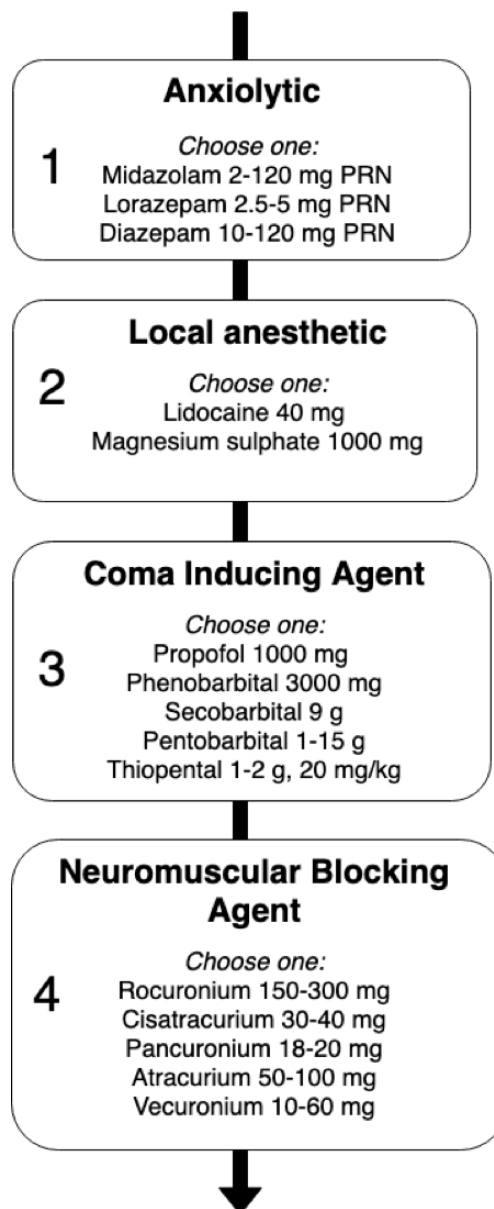 Anxiolytic
1
Choose one:
Midazolam 2-120 mg PRN
Lorazepam 2.5-5 mg PRN
Diazepam 10-120 mg PRN
Local anesthetic
2
Choose one:
Lidocaine 40 mg
Magnesium sulphate 1000 mg
Coma Inducing Agent
3
Choose one:
Propofol 1000 mg
Phenobarbital 3000 mg
Secobarbital 9 g
Pentobarbital 1-15 g
Thiopental 1-2 g, 20 mg/kg
Neuromuscular Blocking
Agent
4
Choose one:
Rocuronium 150-300 mg
Cisatracurium 30-40 mg
Pancuronium 18-20 mg
Atracurium 50-100 mg
Vecuronium 10-60 mg